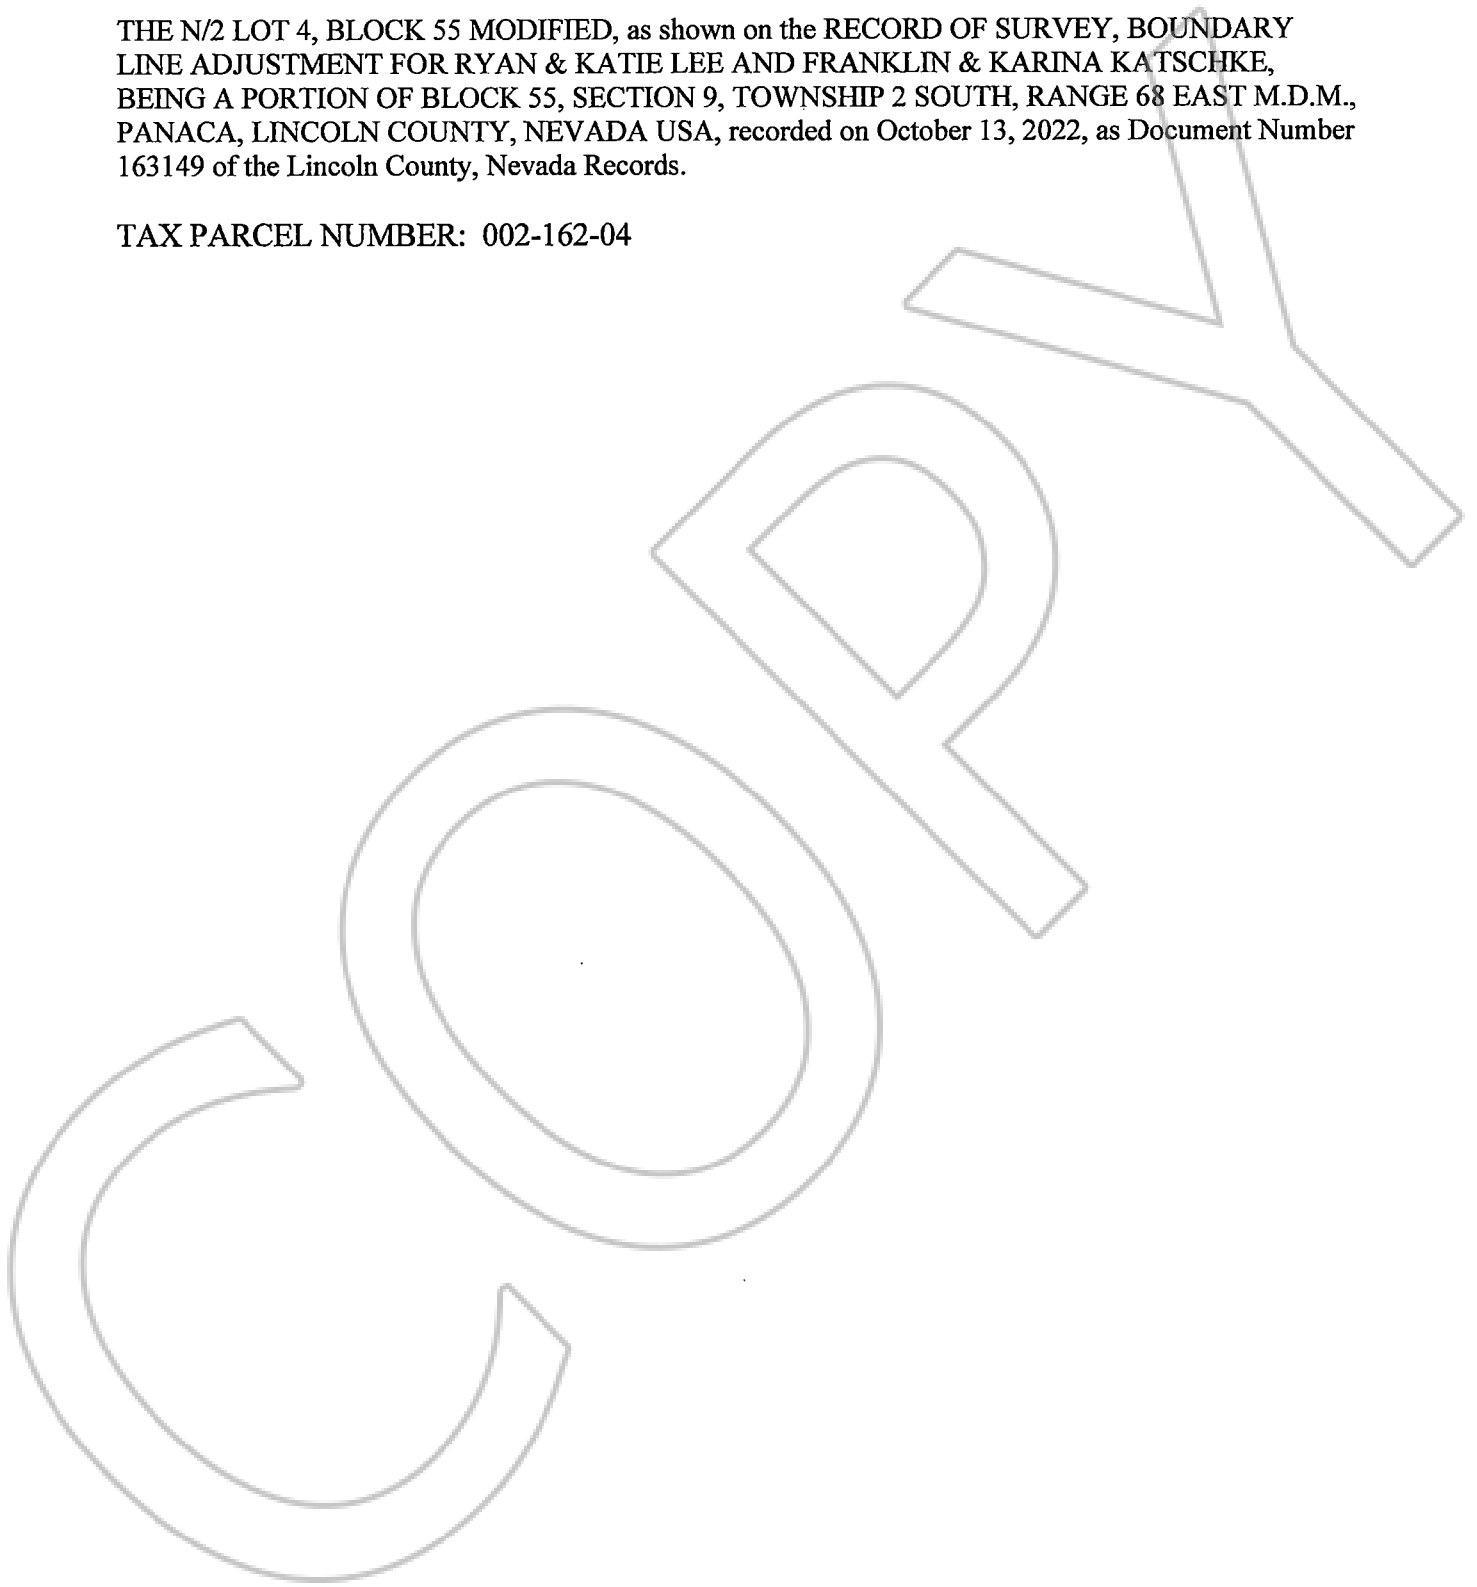 THE N/2 LOT 4, BLOCK 55 MODIFIED, as shown on the RECORD OF SURVEY, BOUNDARY
LINE ADJUSTMENT FOR RYAN & KATIE LEE AND FRANKLIN & KARINA KATSCHKE,
BEING A PORTION OF BLOCK 55, SECTION 9, TOWNSHIP 2 SOUTH, RANGE 68 EAST M.D.M.,
PANACA, LINCOLN COUNTY, NEVADA USA, recorded on October 13, 2022, as Document Number
163149 of the Lincoln County, Nevada Records.
TAX PARCEL NUMBER: 002-162-04
COPY